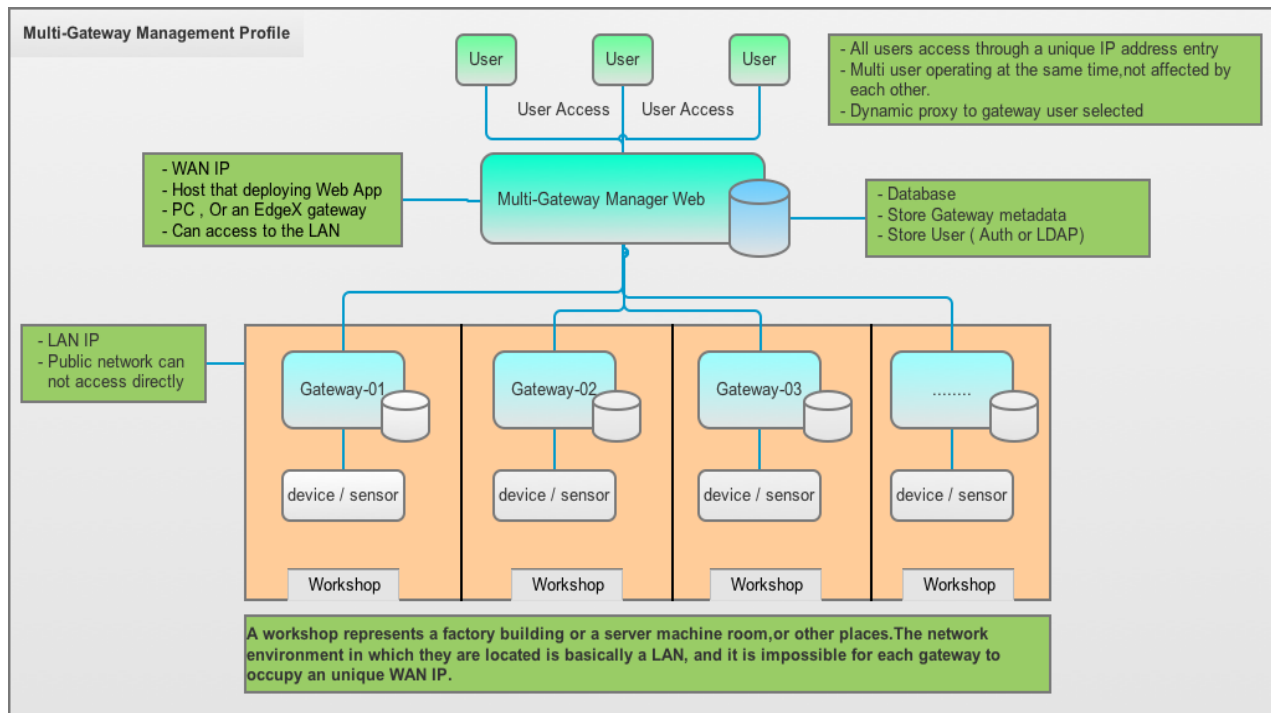 Multi-Gateway Management Profile
User
User
User
User Access
User Access
- All users access through a unique IP address entry
- Multi user operating at the same time,not affected by
each other.
- Dynamic proxy to gateway user selected
- WAN IP
- Host that deploying Web App
- PC , Or an EdgeX gateway
- Can access to the LAN
Multi-Gateway Manager Web
- Database
- Store Gateway metadata
- Store User ( Auth or LDAP)
- LAN IP
- Public network can
not access directly
Gateway-01
Gateway-02
Gateway-03
........
device / sensor
device / sensor
device / sensor
device / sensor
Workshop
Workshop
Workshop
Workshop
A workshop represents a factory building or a server machine room,or other places.The network
environment in which they are located is basically a LAN, and it is impossible for each gateway to
occupy an unique WAN IP.